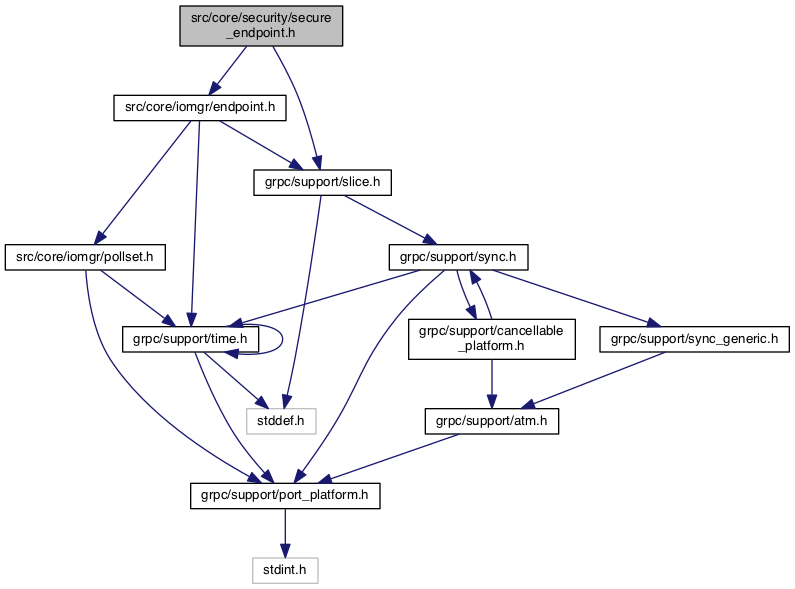 src/core/security/secure
_endpoint.h
src/core/iomgr/endpoint.h
grpc/support/slice.h
src/core/iomgr/pollset.h
grpc/support/sync.h
grpc/support/time.h
grpc/support/cancellable
_platform.h
grpc/support/sync_generic.h
stddef.h
grpc/support/atm.h
grpc/support/port_platform.h
stdint.h